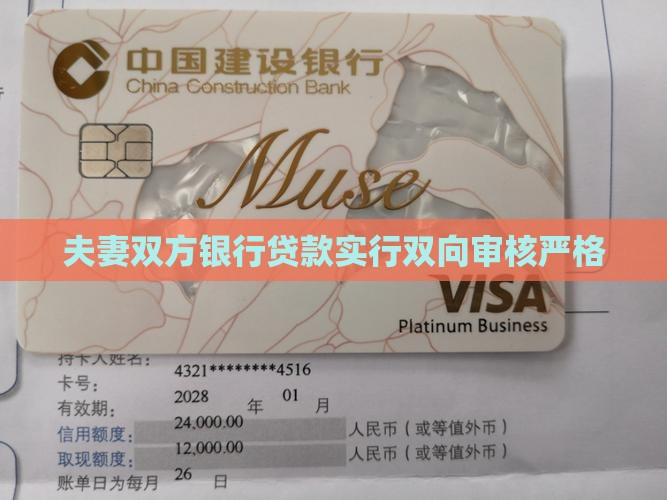 中国建设银行
China Construction Bank
Muse
夫妻双方银行贷款实行双向审核严格
VISA
Platinum Business
持卡人姓名:
卡号: 4321********4516
有效期: 2028 年 01 月
信用额度: 24,000.00 人民币(或等值外币)
取现额度: 12,000.00 人民币(或等值外币)
账单日为每月 26 日